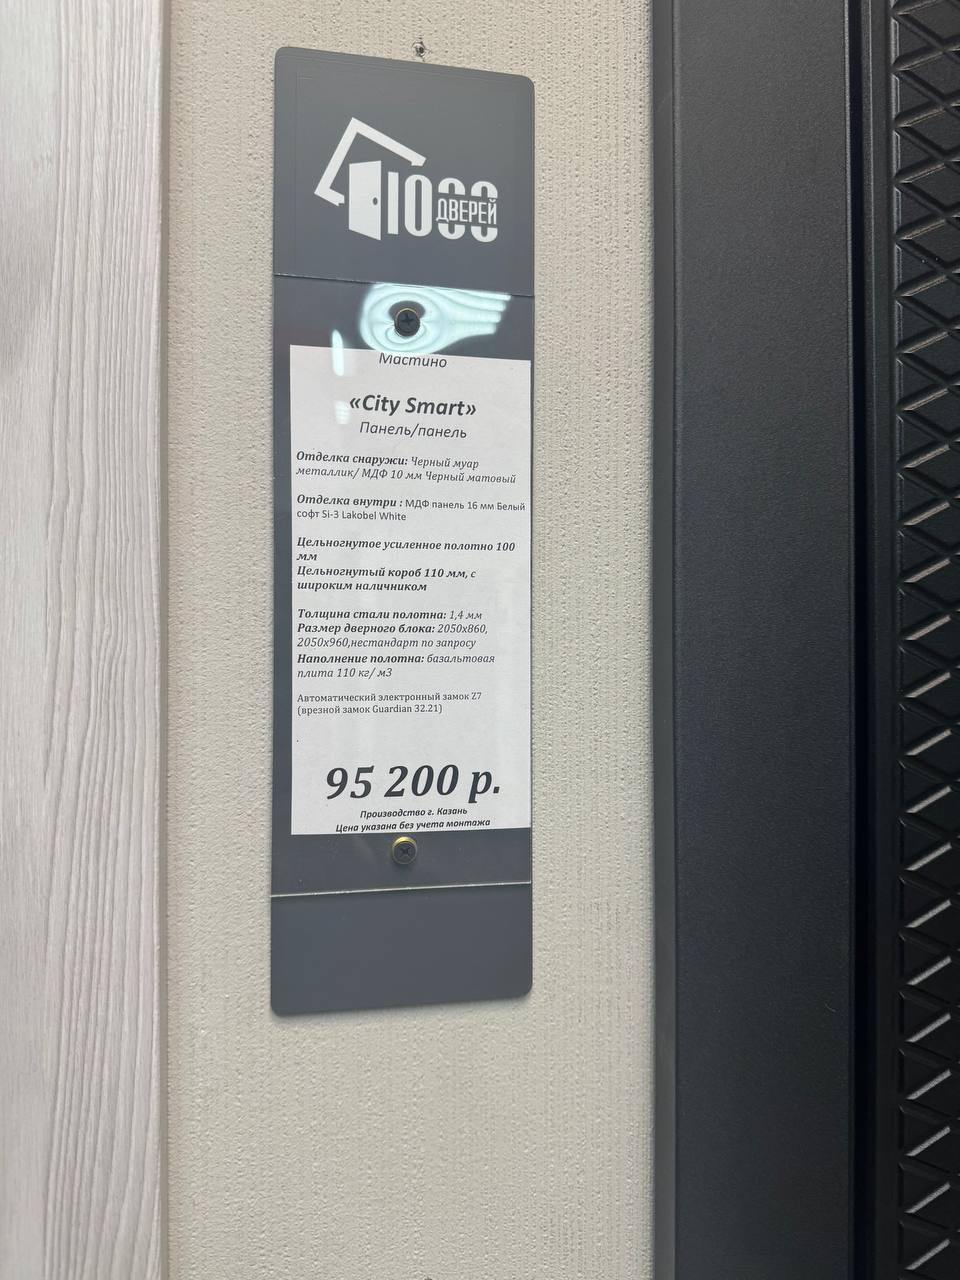 1000
ДВЕРЕЙ
Мастино
«City Smart»
Панель/панель
Отделка снаружи: Черный муар
металлик/ МДФ 10 мм Черный матовый
Отделка внутри : МДФ панель 16 мм Белый
софт Si-3 Lakobel White
Цельногнутое усиленное полотно 100
мм
Цельногнутый короб 110 мм, с
широким наличником
Толщина стали полотна: 1,4 мм
Размер дверного блока: 2050х860,
2050х960,нестандарт по запросу
Наполнение полотна: базальтовая
плита 110 кг/ м3
Автоматический электронный замок Z7
(врезной замок Guardian 32.21)
.
95 200 р.
Производство г. Казань
Цена указана без учета монтажа